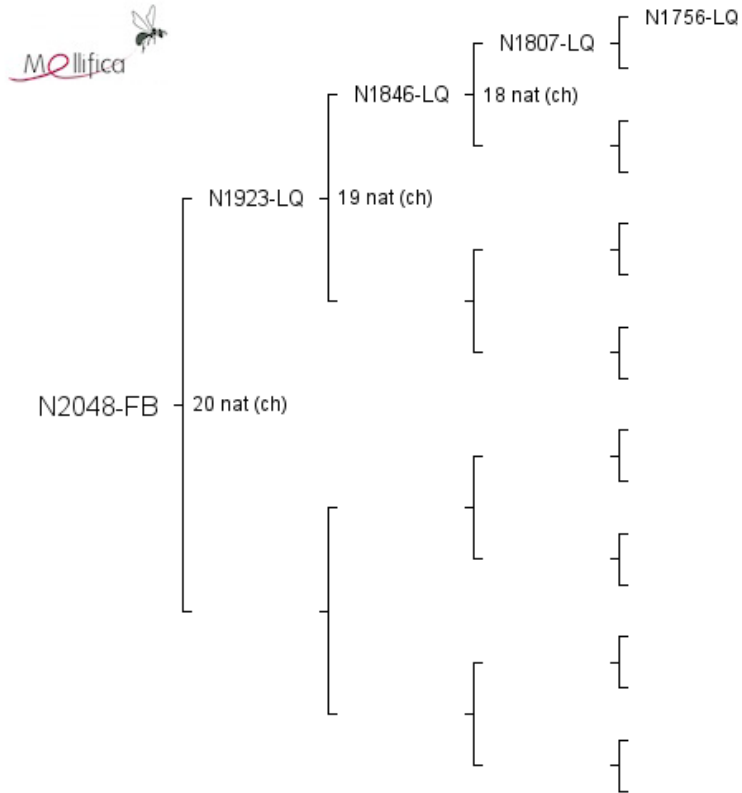 Mellifica
N1756-LQ
N1807-LQ
N1846-LQ
18 nat (ch)
N1923-LQ
19 nat (ch)
N2048-FB
20 nat (ch)